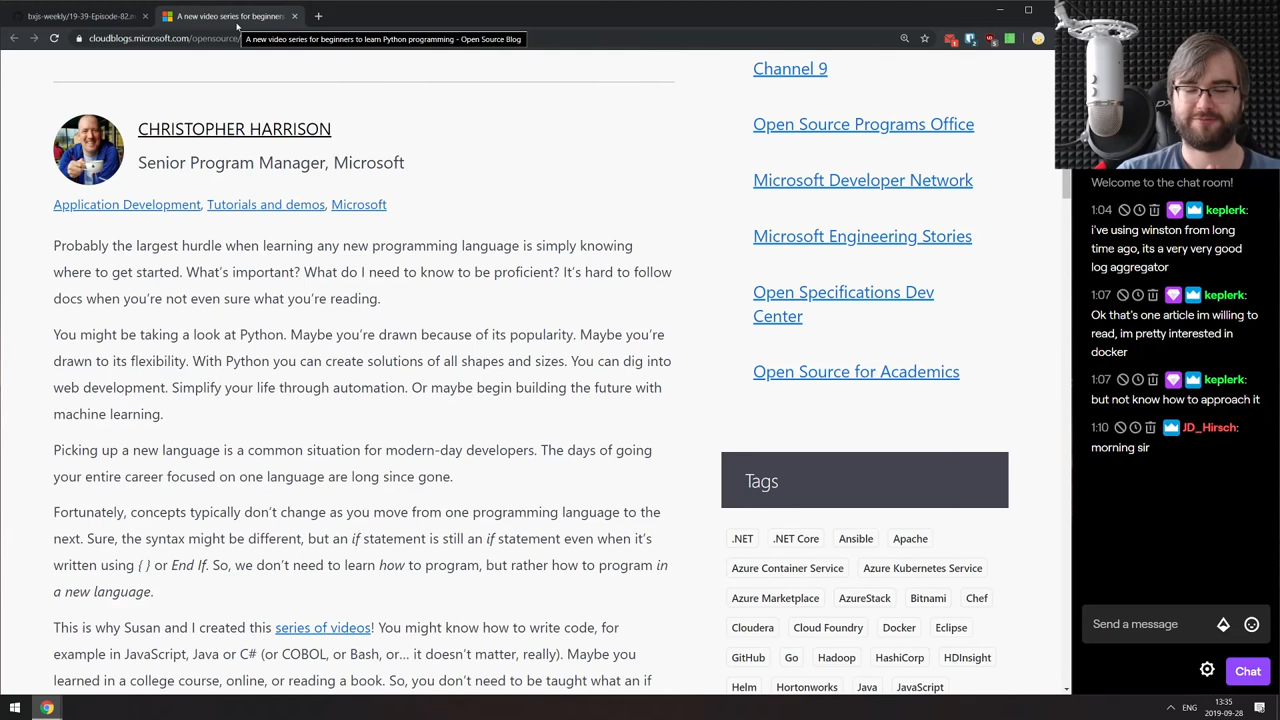 bxjs-weekly/19-39-Episode-82.m
A new video series for beginners
cloudblogs.microsoft.com/opensource/
A new video series for beginners to learn Python programming - Open Source Blog
CHRISTOPHER HARRISON
Senior Program Manager, Microsoft
Application Development, Tutorials and demos, Microsoft
Probably the largest hurdle when learning any new programming language is simply knowing
where to get started. What’s important? What do I need to know to be proficient? It’s hard to follow
docs when you’re not even sure what you’re reading.
You might be taking a look at Python. Maybe you’re drawn because of its popularity. Maybe you’re
drawn to its flexibility. With Python you can create solutions of all shapes and sizes. You can dig into
web development. Simplify your life through automation. Or maybe begin building the future with
machine learning.
Picking up a new language is a common situation for modern-day developers. The days of going
your entire career focused on one language are long since gone.
Fortunately, concepts typically don’t change as you move from one programming language to the
next. Sure, the syntax might be different, but an if statement is still an if statement even when it’s
written using { } or End If. So, we don’t need to learn how to program, but rather how to program in
a new language.
This is why Susan and I created this series of videos! You might know how to write code, for
example in JavaScript, Java or C# (or COBOL, or Bash, or… it doesn’t matter, really). Maybe you
learned in a college course, online, or reading a book. So, you don’t need to be taught what an if
Channel 9
Open Source Programs Office
Microsoft Developer Network
Microsoft Engineering Stories
Open Specifications Dev
Center
Open Source for Academics
Tags
.NET .NET Core Ansible Apache
Azure Container Service Azure Kubernetes Service
Azure Marketplace AzureStack Bitnami Chef
Cloudera Cloud Foundry Docker Eclipse
GitHub Go Hadoop HashiCorp HDInsight
Helm Hortonworks Java JavaScript
Welcome to the chat room!
1:04 keplerk:
i've using winston from long
time ago, its a very very good
log aggregator
1:07 keplerk:
Ok that's one article im willing to
read, im pretty interested in
docker
1:07 keplerk:
but not know how to approach it
1:10 JD_Hirsch:
morning sir
Send a message
Chat
ENG
13:35
2019-09-28